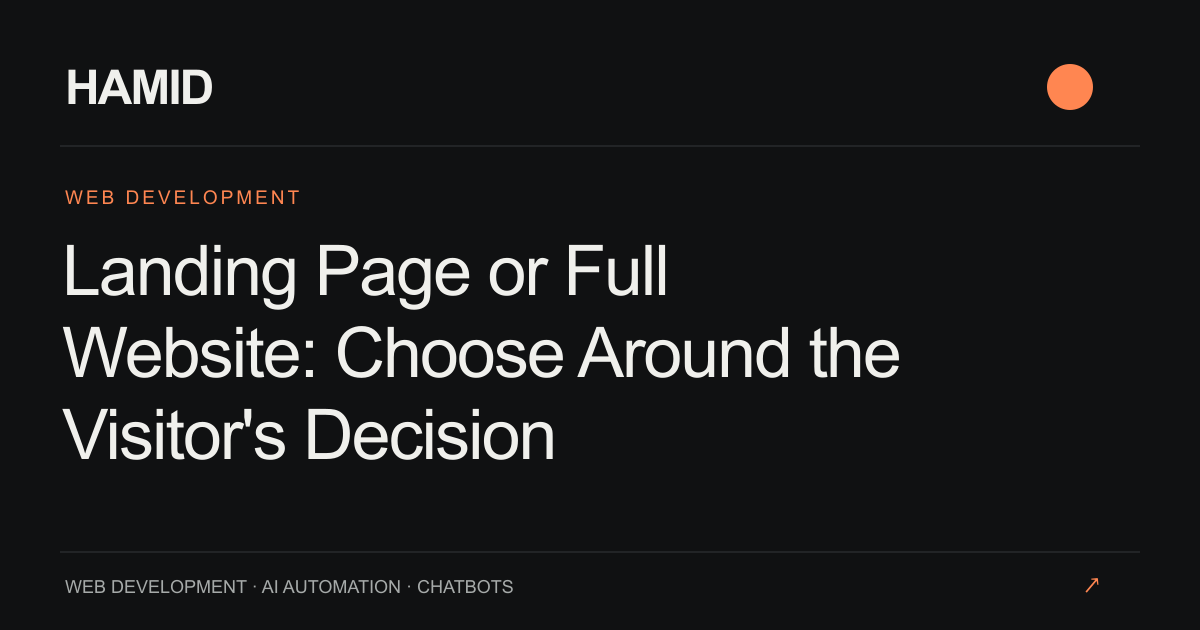 HAMID
WEB DEVELOPMENT
Landing Page or Full
Website: Choose Around the
Visitor's Decision
WEB DEVELOPMENT · AI AUTOMATION · CHATBOTS
↗